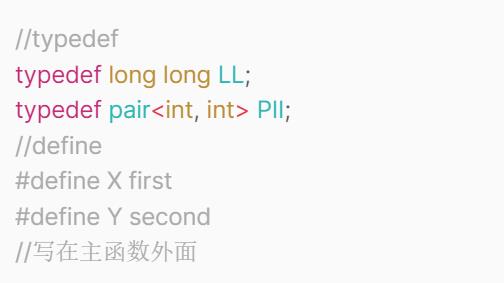 //typedef
typedef long long LL;
typedef pair<int, int> PII;
//define
#define X first
#define Y second
//写在主函数外面